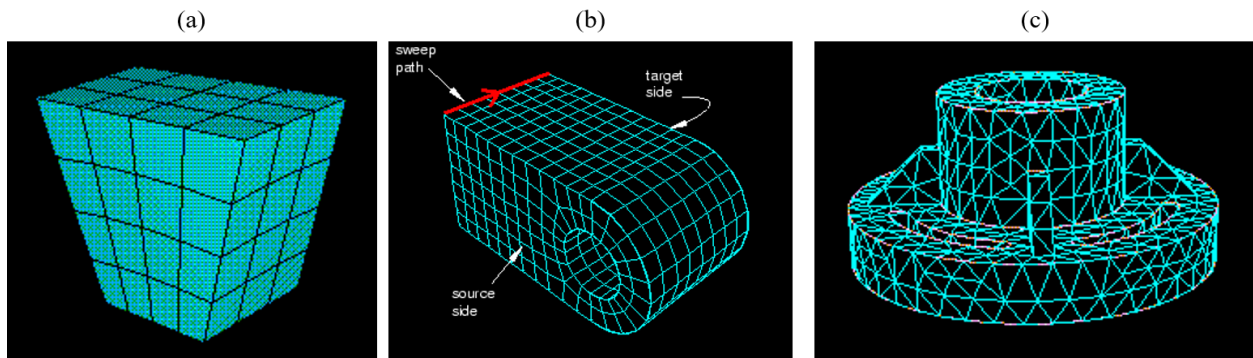 (a)
(b)
(c)
sweep
path
target
side
source
side